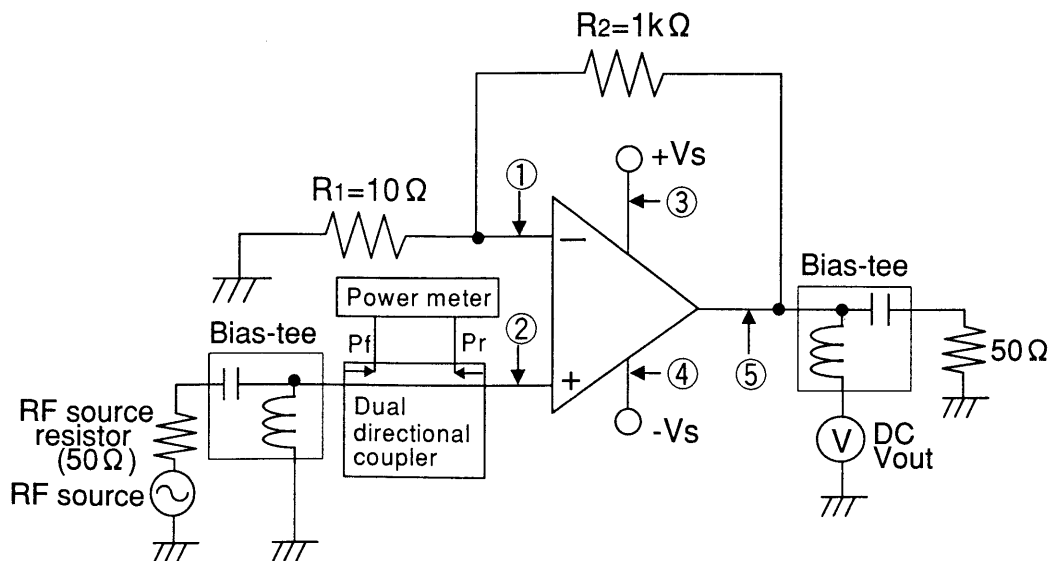 R2=1kΩ
+Vs
①
③
R1=10Ω
−
Bias-tee
Power meter
Bias-tee
②
Pf
Pr
④
⑤
50Ω
+
RF source
resistor
(50Ω)
Dual
directional
coupler
-Vs
V
DC
Vout
RF source